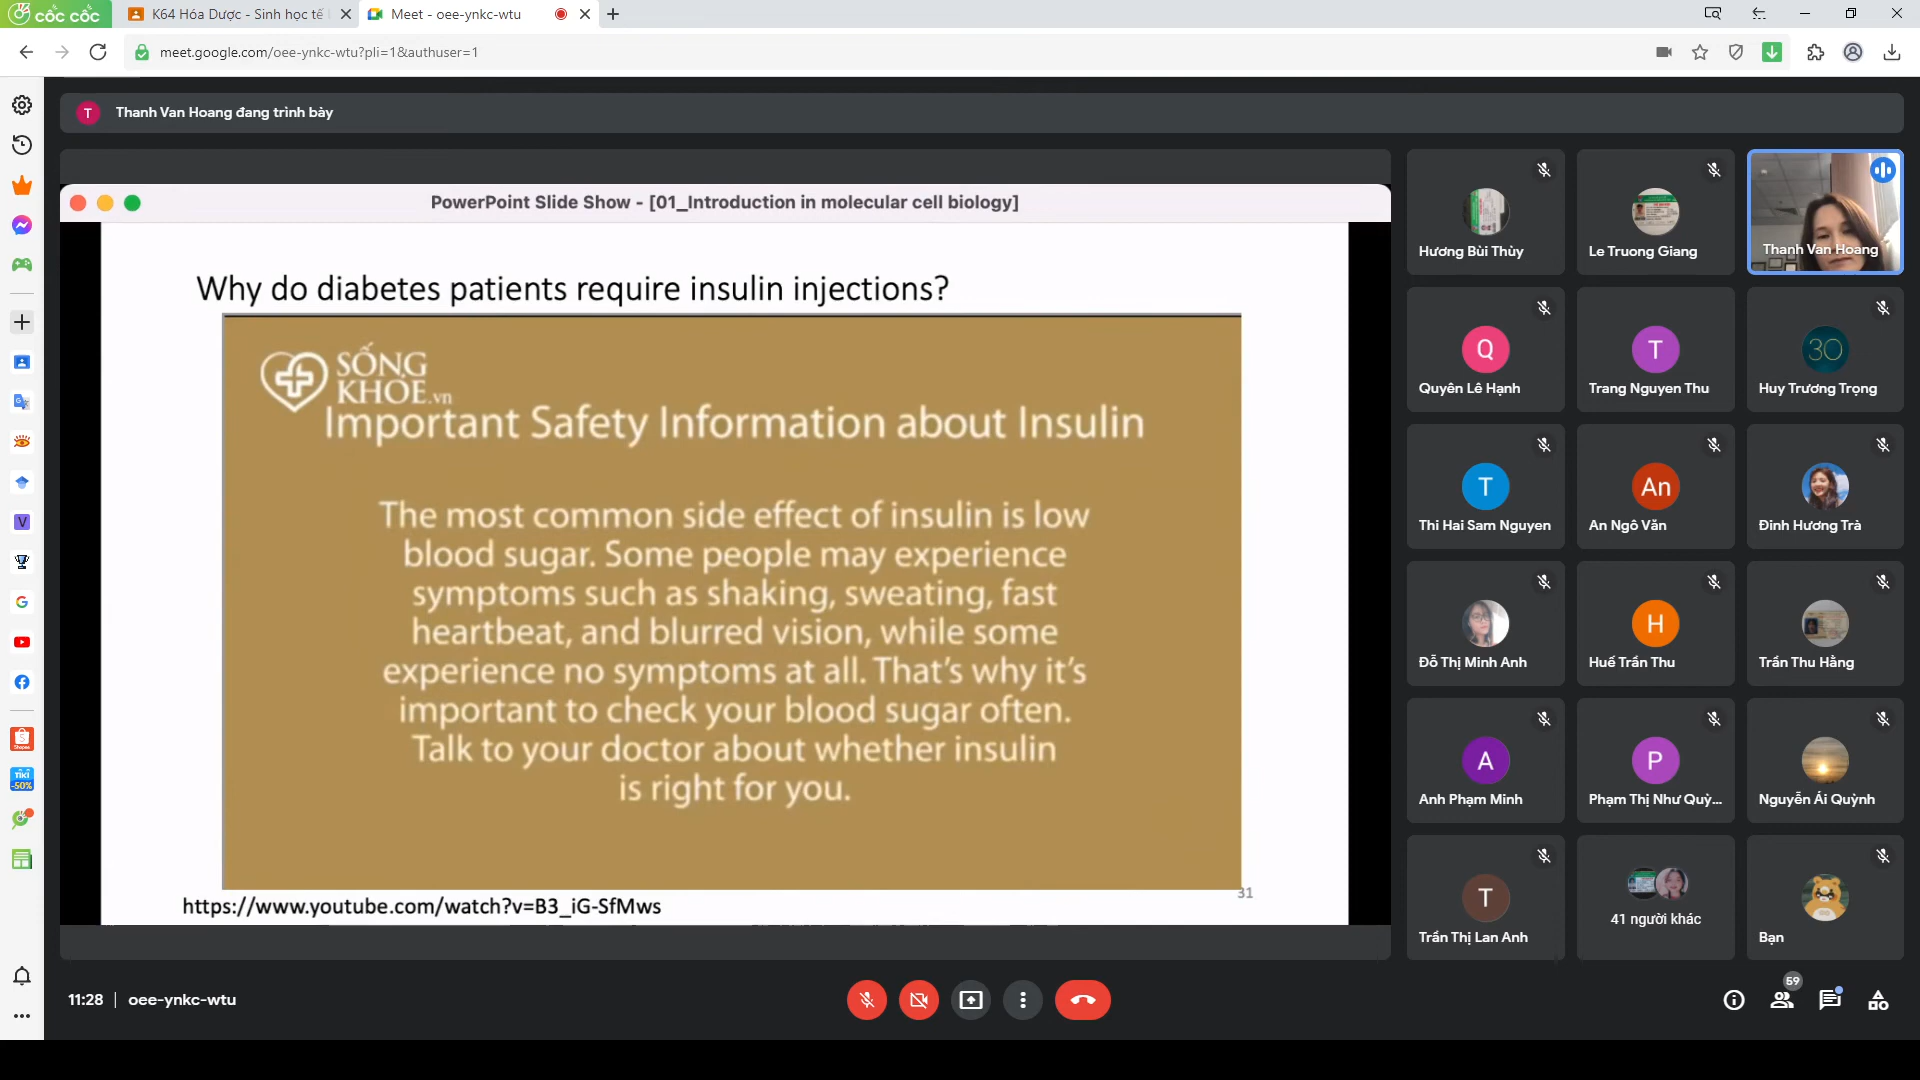 cốc cốc
K64 Hóa Dược - Sinh học tế
Meet - oee-ynkc-wtu
meet.google.com/oee-ynkc-wtu?pli=1&authuser=1
T
Thanh Van Hoang đang trình bày
PowerPoint Slide Show - [01_Introduction in molecular cell biology]
Why do diabetes patients require insulin injections?
SỐNG
KHỎE.vn
Important Safety Information about Insulin
The most common side effect of insulin is low
blood sugar. Some people may experience
symptoms such as shaking, sweating, fast
heartbeat, and blurred vision, while some
experience no symptoms at all. That's why it's
important to check your blood sugar often.
Talk to your doctor about whether insulin
is right for you.
31
https://www.youtube.com/watch?v=B3_iG-SfMws
Hương Bùi Thùy
Le Truong Giang
Thanh Van Hoang
Q
Quyên Lê Hạnh
T
Trang Nguyen Thu
30
Huy Trương Trọng
T
Thi Hai Sam Nguyen
An
An Ngô Văn
Đinh Hương Trà
Đỗ Thị Minh Anh
H
Huế Trần Thu
Trần Thu Hằng
A
Anh Phạm Minh
P
Phạm Thị Như Quỳ...
Nguyễn Ái Quỳnh
T
Trần Thị Lan Anh
41 người khác
Bạn
V
G
Shopee
TIKI
-50%
11:28 | oee-ynkc-wtu
59